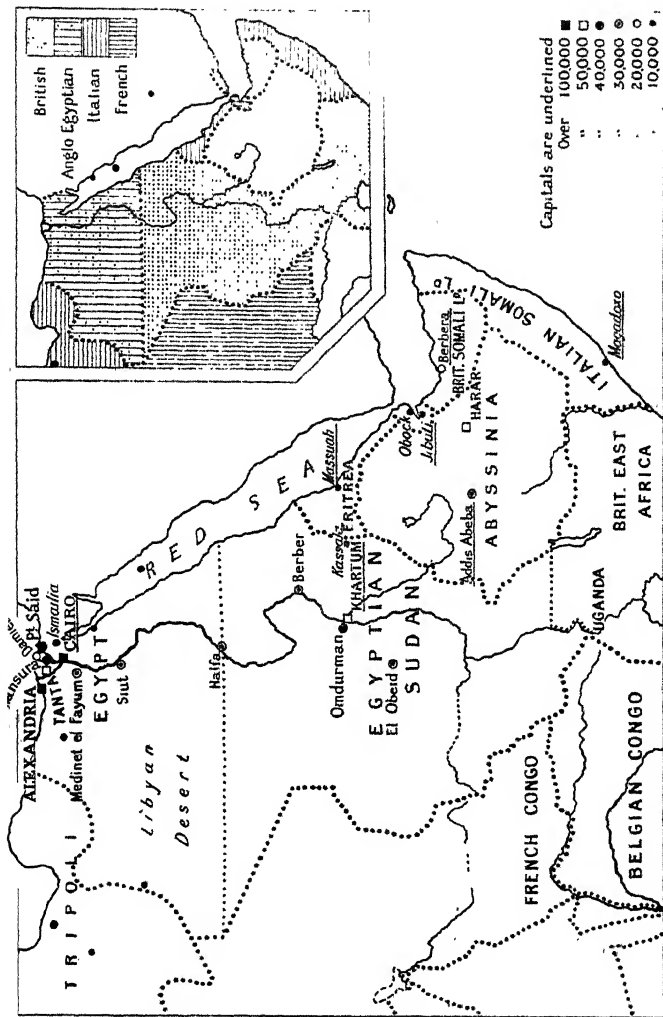 British
Anglo Egyptian
Italian
French
Capitals are underlined
Over 100,000
" 50,000
" 40,000
" 30,000
" 20,000
" 10,000
TRIPOLI
ALEXANDRIA
Pt Said
Ismailia
TANTA
CAIRO
Medinet el Fayum
EGYPT
Siut
Libyan
Desert
Halfa
RED SEA
Berber
Massuah
Omdurman
KHARTUM
Kassala
ERITREA
EGYPTIAN
SUDAN
El Obeid
Obock
Jibuti
Berbera
BRIT. SOMALI Lᴰ
HARAR
Addis Abeba
ABYSSINIA
ITALIAN SOMALI Lᴰ
Mogadoxo
FRENCH CONGO
BELGIAN CONGO
UGANDA
BRIT. EAST
AFRICA